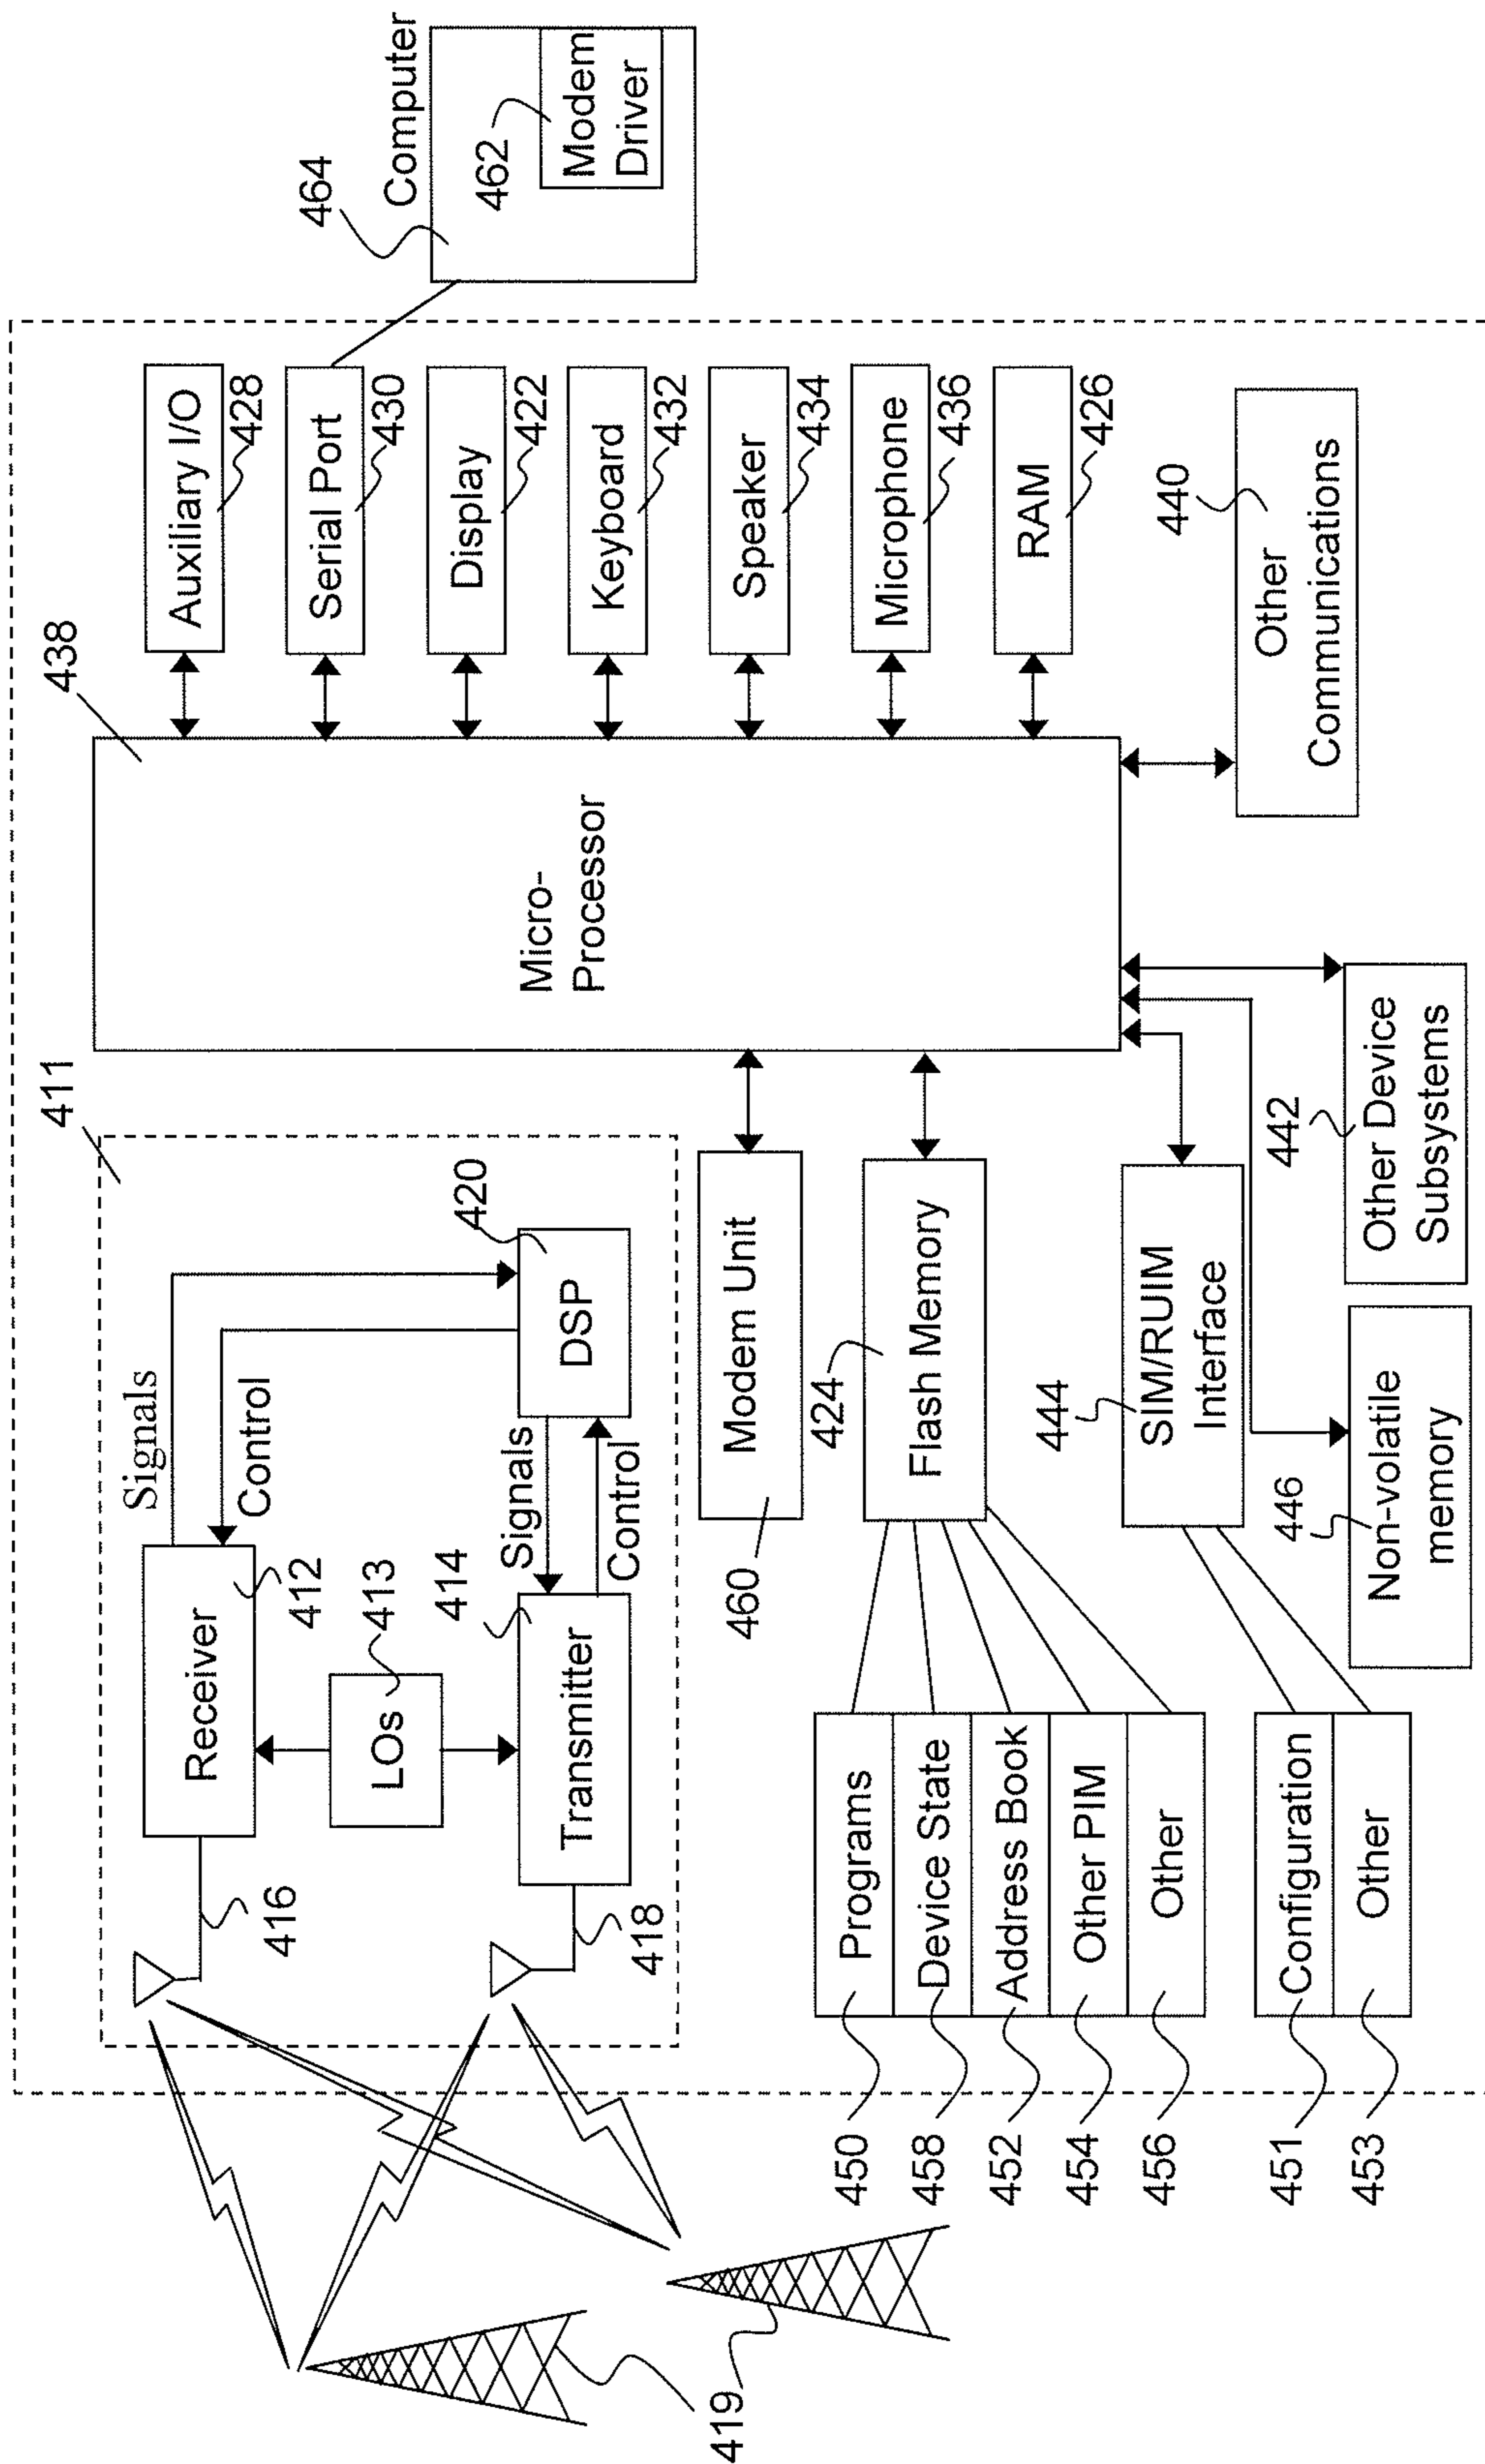 411
438
Signals
Control
Receiver
412
416
LOs
413
DSP
420
Signals
Control
Transmitter
414
418
419
Micro-
Processor
Auxiliary I/O
428
Serial Port
430
Display
422
Keyboard
432
Speaker
434
Microphone
436
RAM
426
464
Computer
462
Modem
Driver
Modem Unit
460
Flash Memory
424
Programs
450
Device State
458
Address Book
452
Other PIM
454
Other
456
SIM/RUIM
Interface
444
Configuration
451
Other
453
Non-volatile
memory
446
Other Device
Subsystems
442
Other
Communications
440